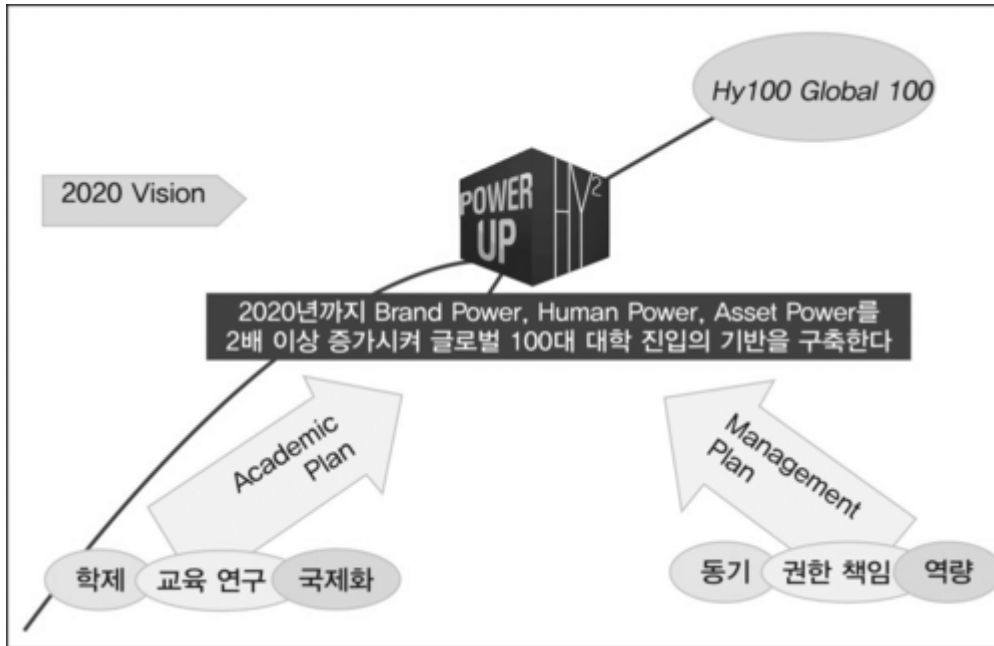 Hy100 Global 100
2020 Vision
POWER
UP
HY2
2020년까지 Brand Power, Human Power, Asset Power를
2배 이상 증가시켜 글로벌 100대 대학 진입의 기반을 구축한다
Academic
Plan
Management
Plan
학제
교육 연구
국제화
동기
권한 책임
역량